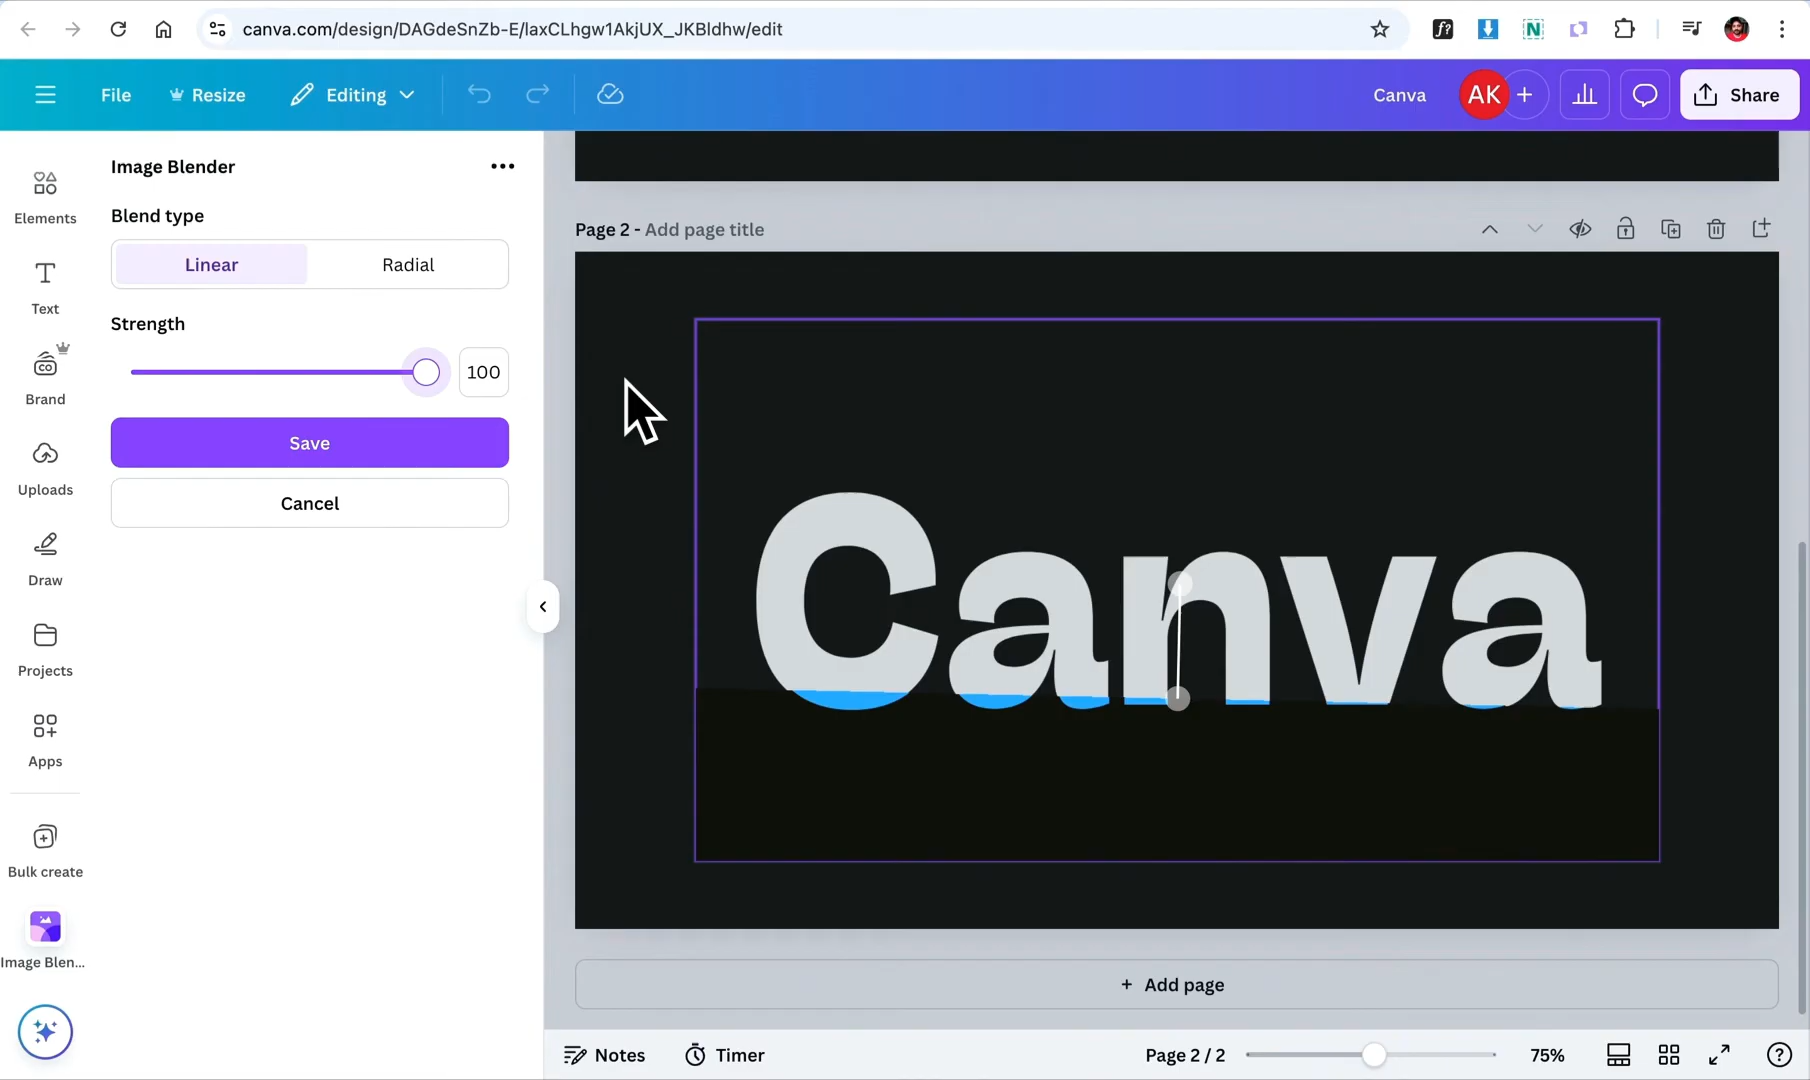 canva.com/design/DAGdeSnZb-E/laxCLhgw1AkjUX_JKBldhw/edit
f?
N
File
Resize
Editing
Canva
AK
+
Share
Elements
Text
CO
Brand
Uploads
Draw
Projects
Apps
Bulk create
Image Blen...
Image Blender
Blend type
Linear
Radial
Strength
100
Save
Cancel
Page 2 - Add page title
Canva
+ Add page
Notes
Timer
Page 2 / 2
75%
?